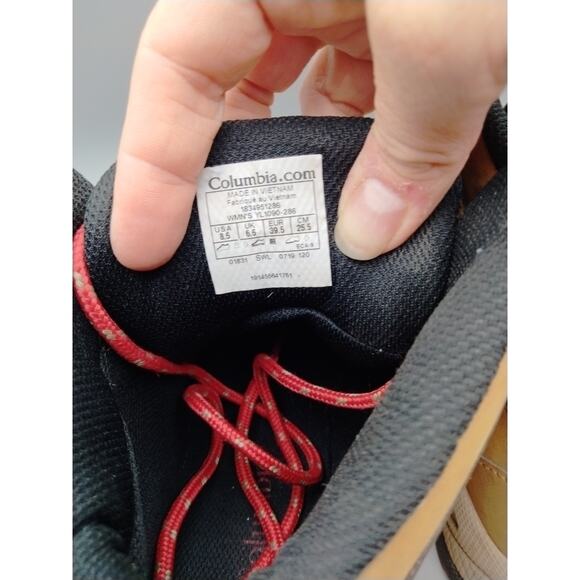 Columbia.com
MADE IN VIETNAM
Fabriqué au Vietnam
1834951286
WMN'S YL1090-286
USA UK EUR CM
8.5 6.5 39.5 25.5
01831 SWL 0719 120
191455641761